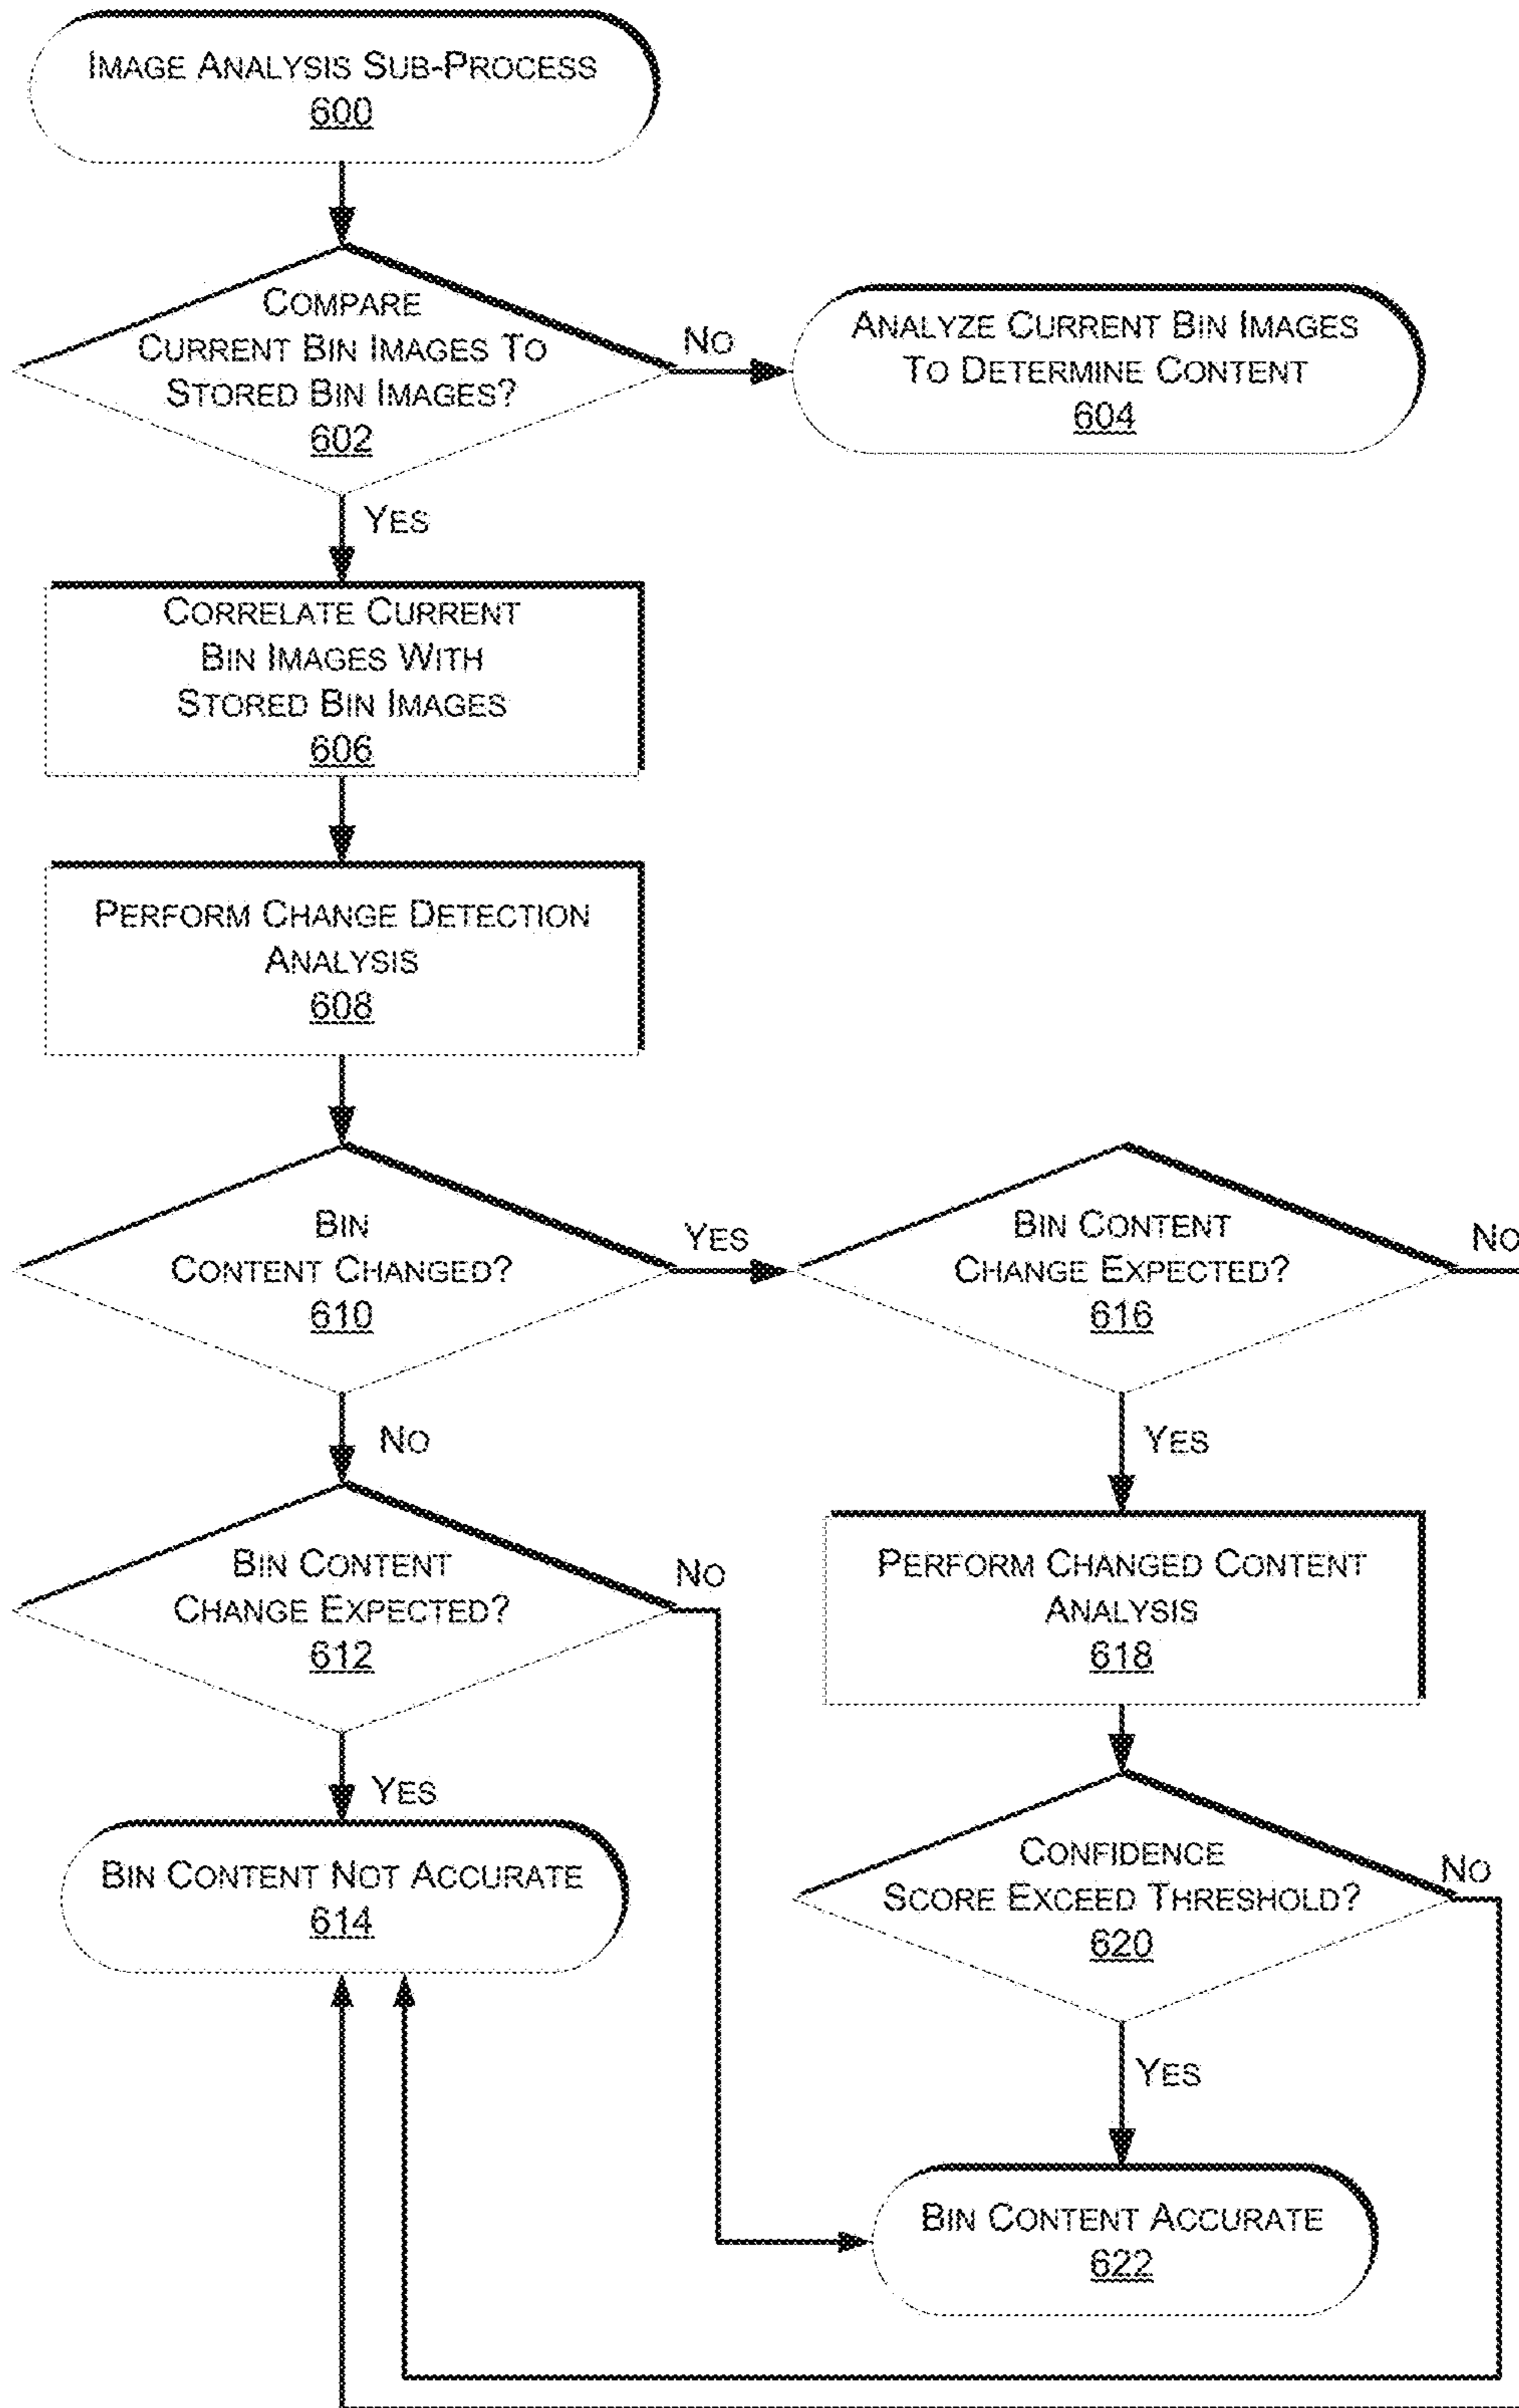 IMAGE ANALYSIS SUB-PROCESS
600
COMPARE
CURRENT BIN IMAGES TO
STORED BIN IMAGES?
602
NO
ANALYZE CURRENT BIN IMAGES
TO DETERMINE CONTENT
604
YES
CORRELATE CURRENT
BIN IMAGES WITH
STORED BIN IMAGES
606
PERFORM CHANGE DETECTION
ANALYSIS
608
BIN
CONTENT CHANGED?
610
YES
BIN CONTENT
CHANGE EXPECTED?
616
NO
NO
YES
BIN CONTENT
CHANGE EXPECTED?
612
NO
PERFORM CHANGED CONTENT
ANALYSIS
618
YES
BIN CONTENT NOT ACCURATE
614
CONFIDENCE
SCORE EXCEED THRESHOLD?
620
NO
YES
BIN CONTENT ACCURATE
622